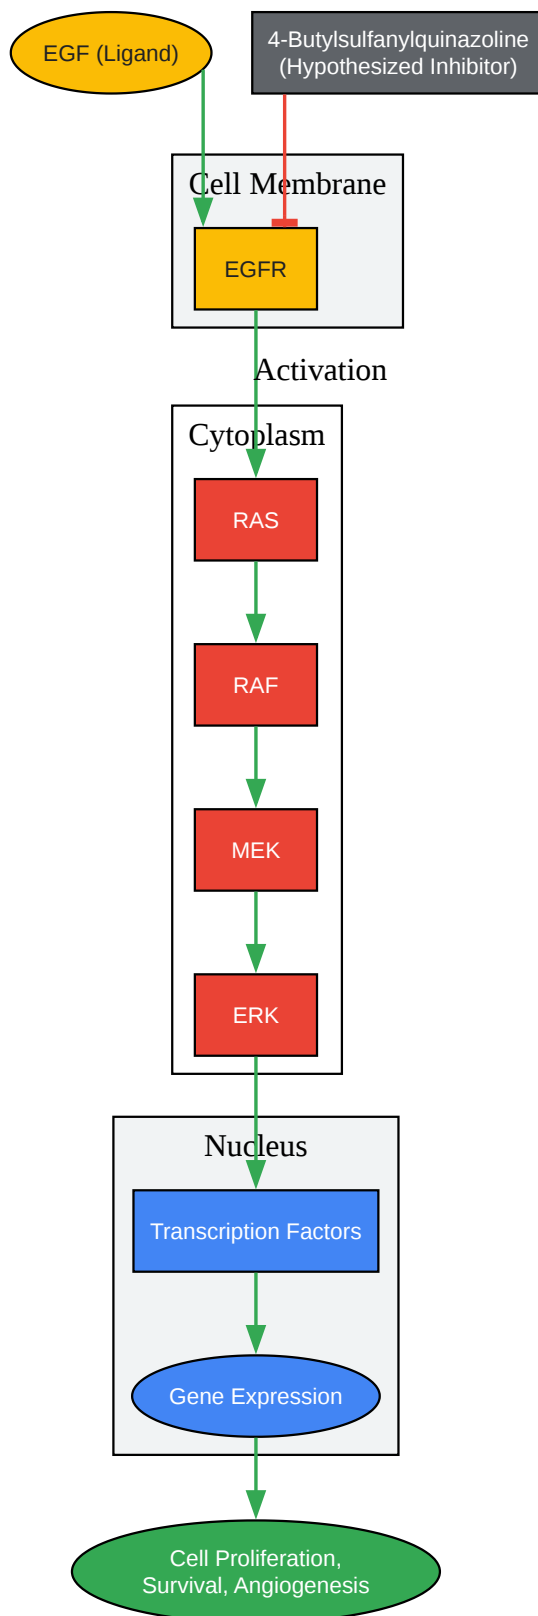 EGF (Ligand)
4-Butylsulfanylquinazoline
(Hypothesized Inhibitor)
Cell Membrane
EGFR
Activation
Cytoplasm
RAS
RAF
MEK
ERK
Nucleus
Transcription Factors
Gene Expression
Cell Proliferation,
Survival, Angiogenesis